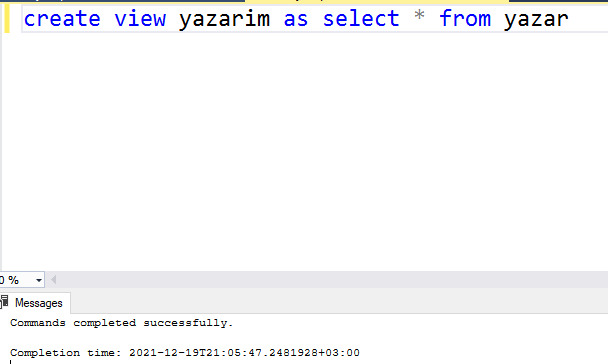 create view yazarim as select * from yazar
0 %
Messages
Commands completed successfully.
Completion time: 2021-12-19T21:05:47.2481928+03:00